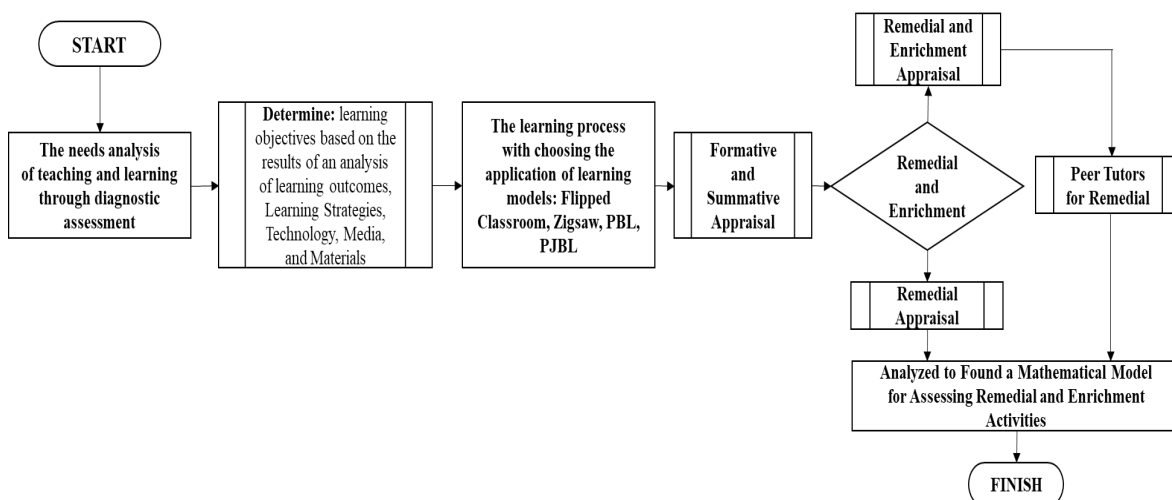 START
The needs analysis
of teaching and learning
through diagnostic
assessment
Determine: learning
objectives based on the
results of an analysis
of learning outcomes,
Learning Strategies,
Technology, Media,
and Materials
The learning process
with choosing the
application of learning
models: Flipped
Classroom, Zigsaw, PBL,
PJBL
Formative
and
Summative
Appraisal
Remedial
and
Enrichment
Remedial and
Enrichment
Appraisal
Peer Tutors
for Remedial
Remedial
Appraisal
Analyzed to Found a Mathematical Model
for Assessing Remedial and Enrichment
Activities
FINISH